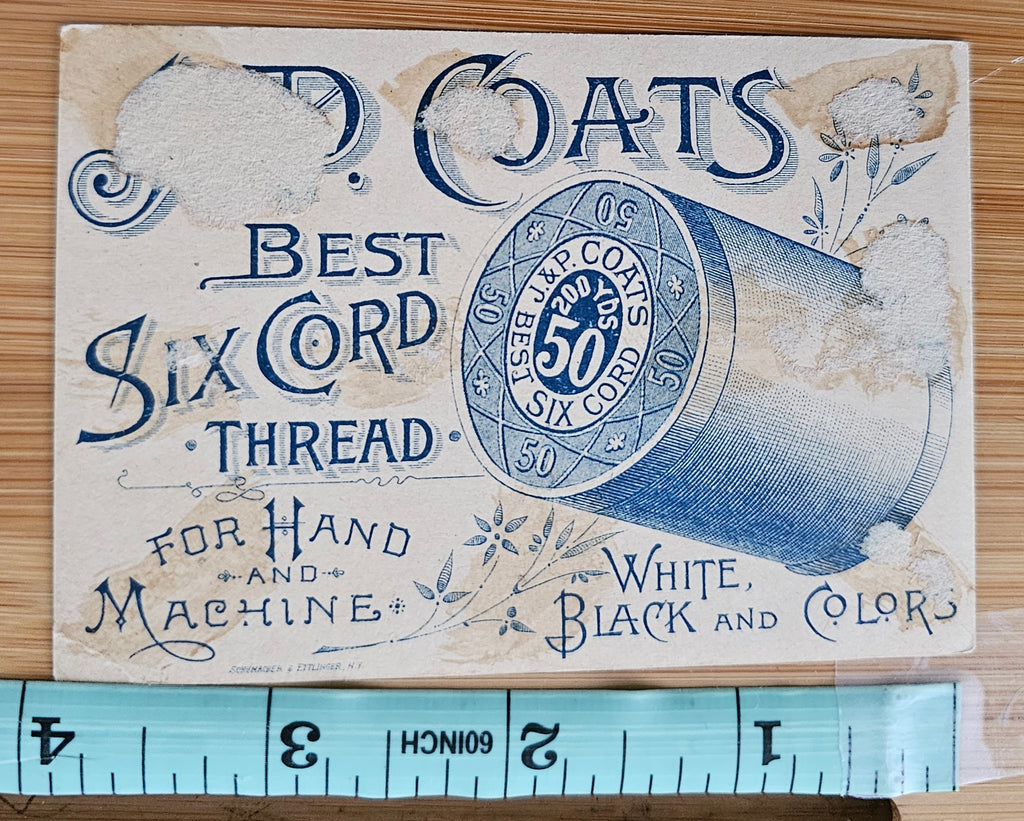 P. COATS
BEST
SIX CORD
THREAD
FOR HAND
AND
MACHINE
WHITE,
BLACK AND COLORS
J.&P. COATS
BEST SIX CORD
200 YDS
50
50
50
50
50
SCHUMACHER & ETTLINGER, N.Y.
4 3 60INCH 2 1